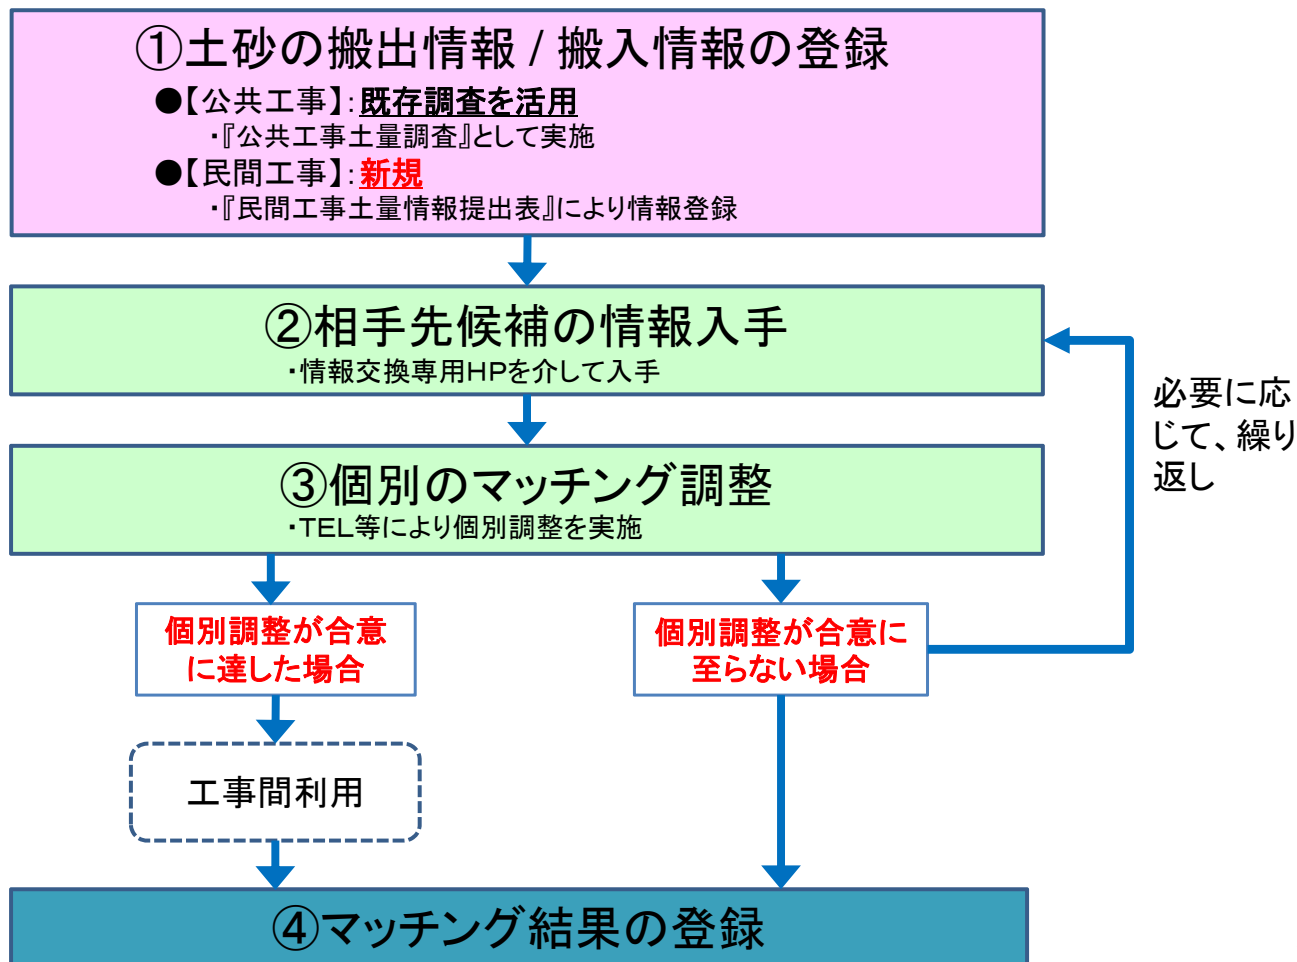 ①土砂の搬出情報 / 搬入情報の登録
●【公共工事】：既存調査を活用
・『公共工事土量調査』として実施
●【民間工事】：新規
・『民間工事土量情報提出表』により情報登録
②相手先候補の情報入手
・情報交換専用ＨＰを介して入手
必要に応
じて、繰り
返し
③個別のマッチング調整
・ＴＥＬ等により個別調整を実施
個別調整が合意
に達した場合
個別調整が合意に
至らない場合
工事間利用
④マッチング結果の登録